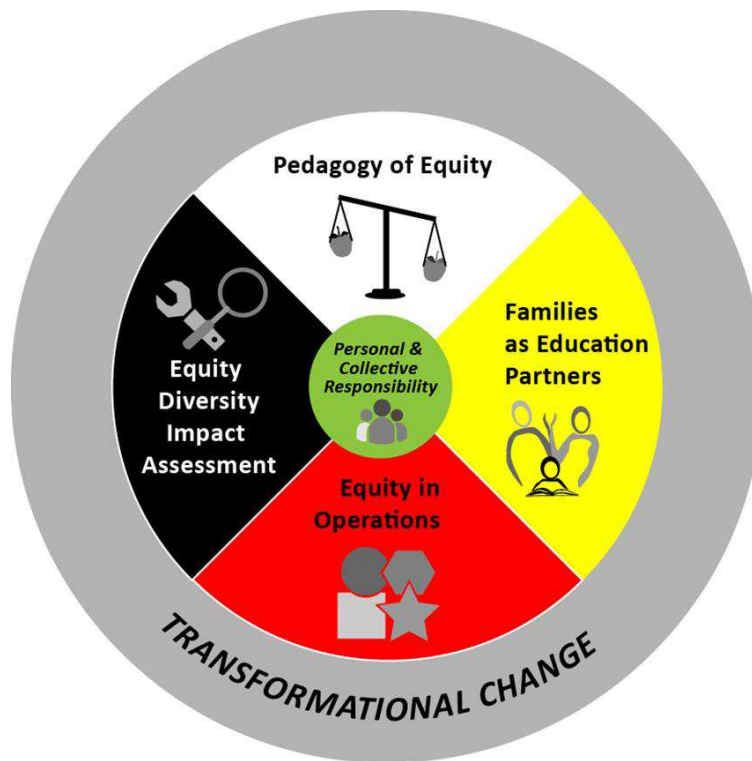 Pedagogy of Equity
Families
as Education
Partners
Personal &
Collective
Responsibility
Equity
Diversity
Impact
Assessment
Equity in
Operations
TRANSFORMATIONAL CHANGE